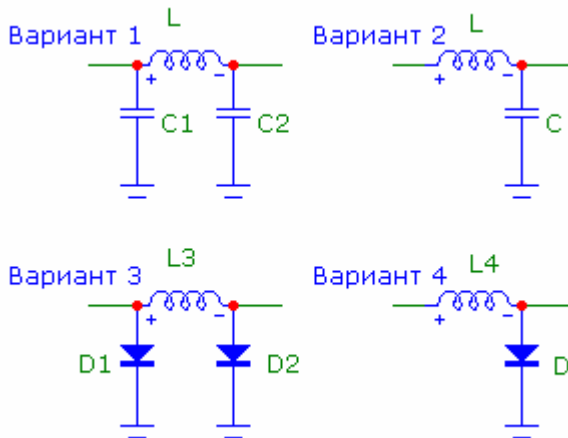 Вариант 1
L
Вариант 2
L
+
-
+
-
C1
C2
C
Вариант 3
L3
Вариант 4
L4
+
-
+
-
D1
D2
D